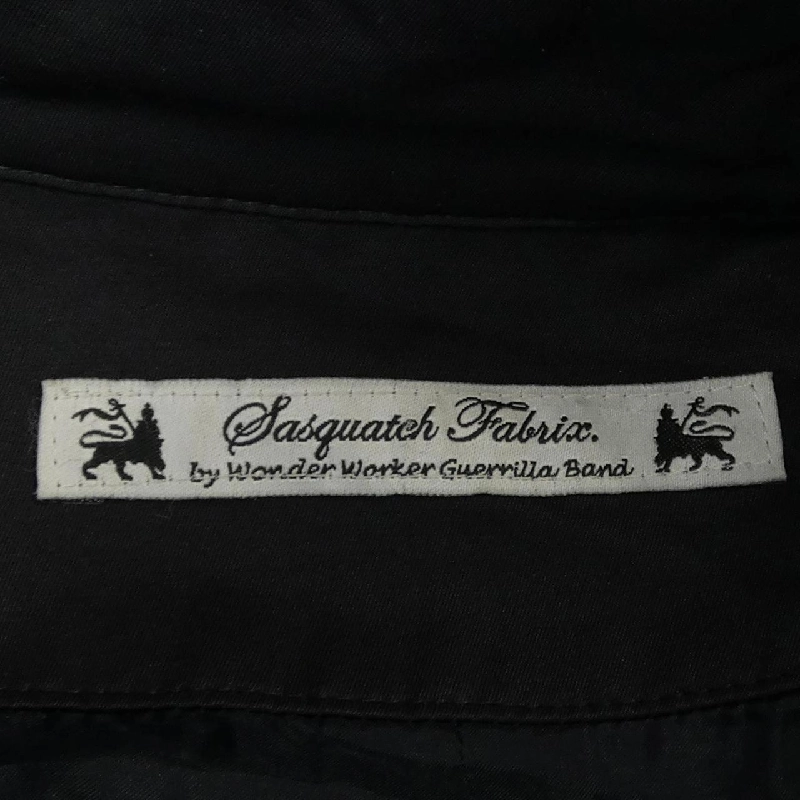 Sasquatch Fabrix.
by Wonder Worker Guerrilla Band